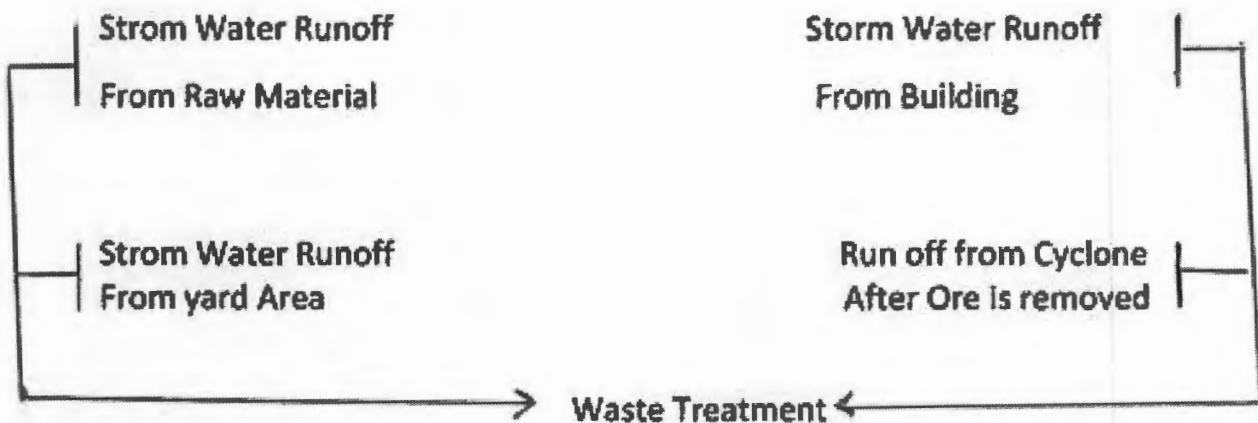 Strom Water Runoff
From Raw Material
Storm Water Runoff
From Building
Strom Water Runoff
From yard Area
Run off from Cyclone
After Ore is removed
Waste Treatment